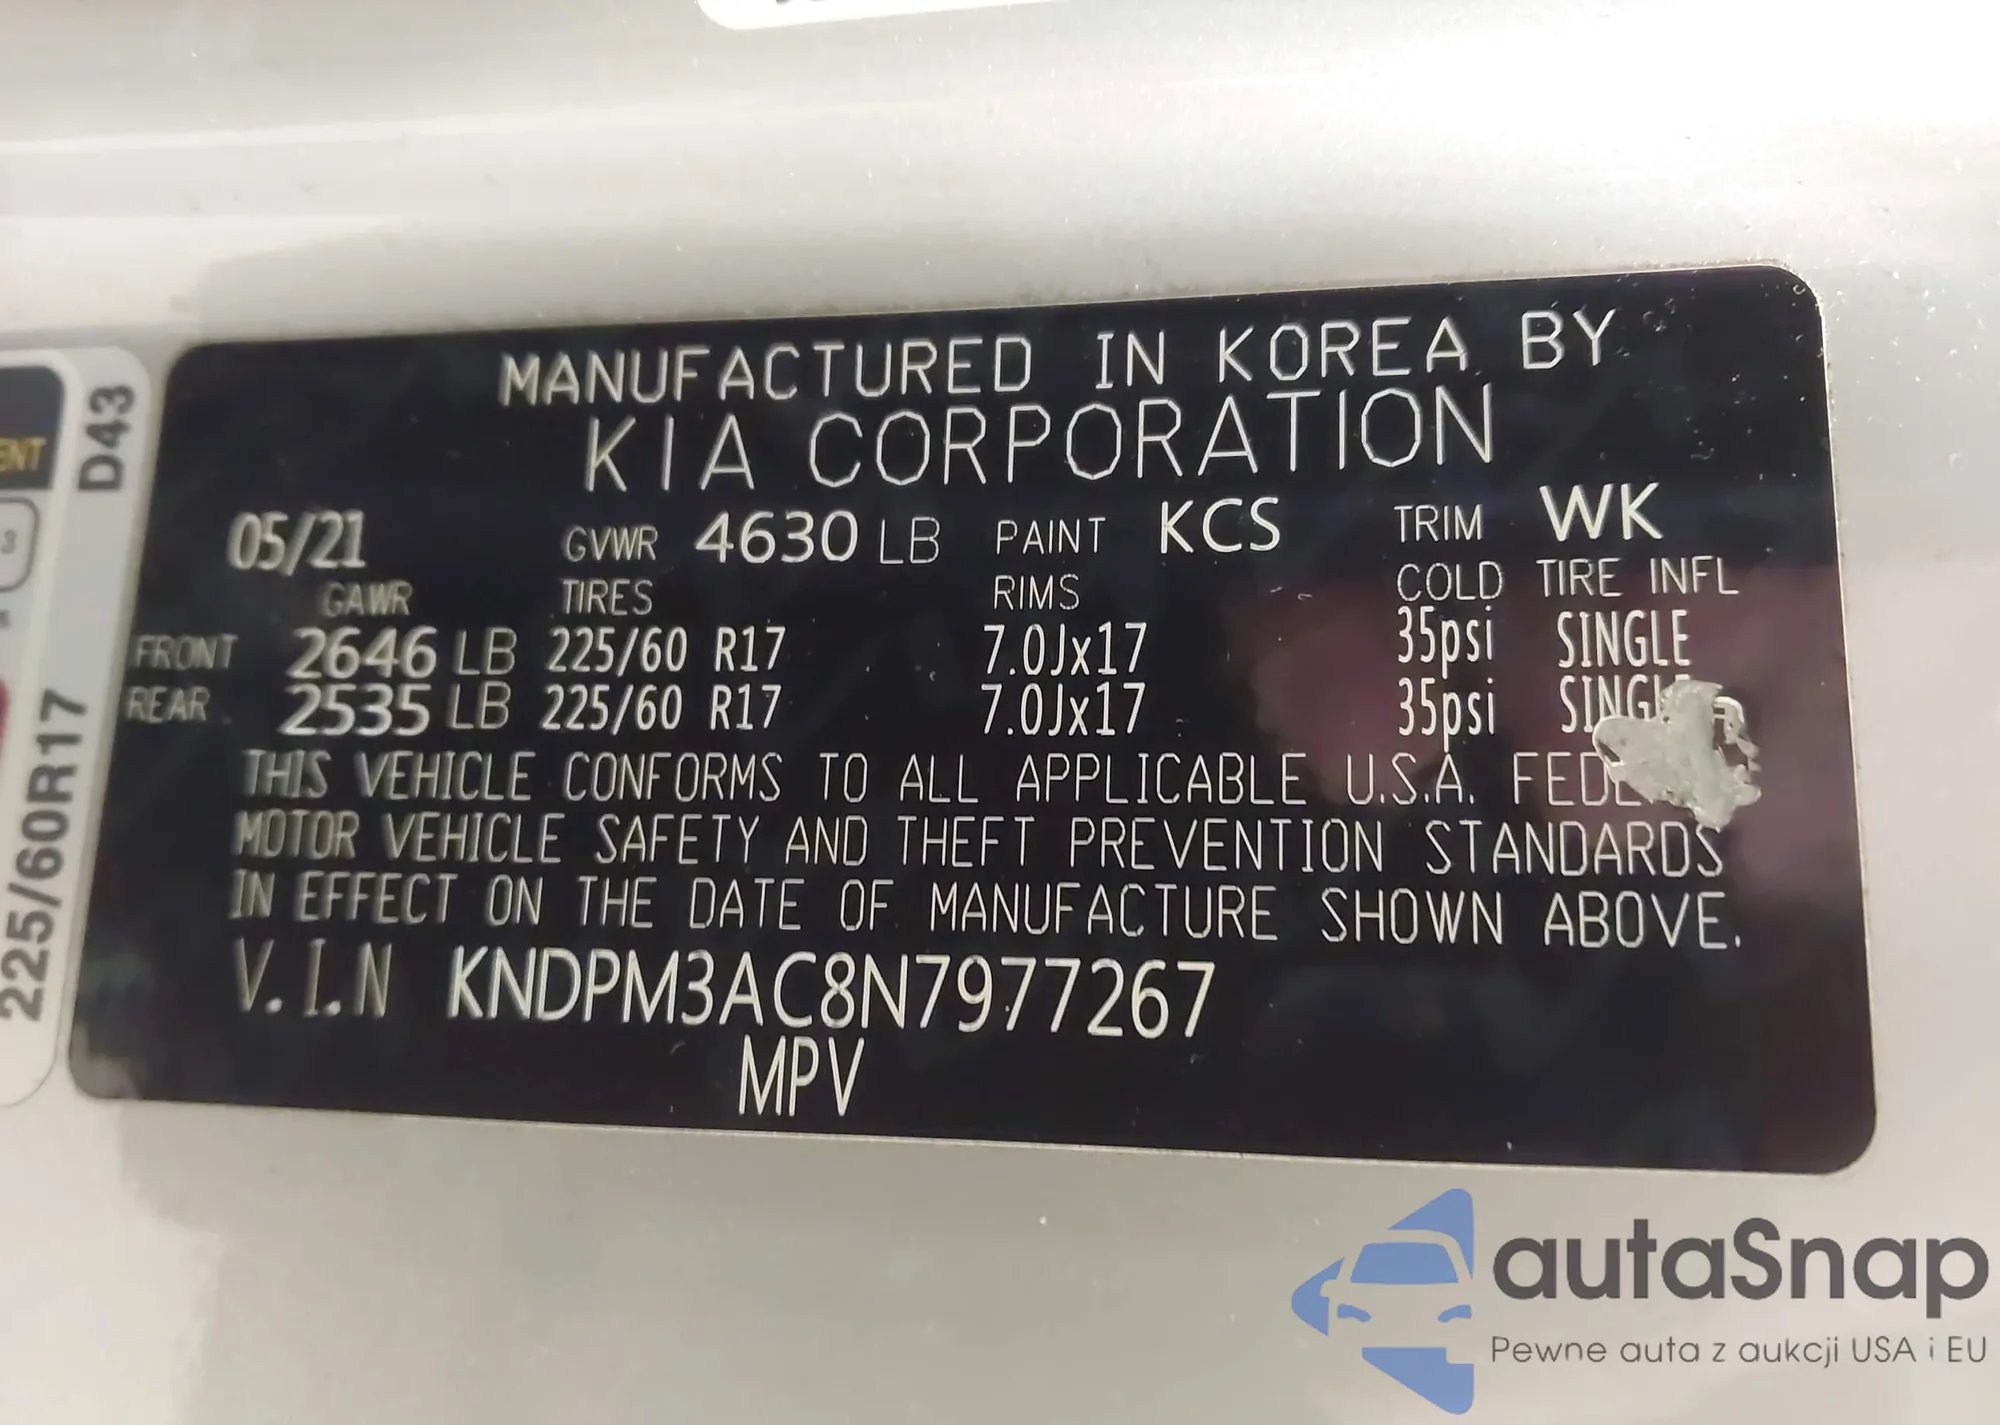 MANUFACTURED IN KOREA BY
KIA CORPORATION
05/21 GVWR 4630 LB PAINT KCS TRIM WK
GAWR TIRES RIMS COLD TIRE INFL
FRONT 2646 LB 225/60 R17 7.0Jx17 35psi SINGLE
REAR 2535 LB 225/60 R17 7.0Jx17 35psi
THIS VEHICLE CONFORMS TO ALL APPLICABLE U.S.A.
MOTOR VEHICLE SAFETY AND THEFT PREVENTION STANDARDS
IN EFFECT ON THE DATE OF MANUFACTURE SHOWN ABOVE.
V.I.N KNDPM3AC8N7977267
MPV
D43
225/60R17
autaSnap
Pewne auta z aukcji USA i EU